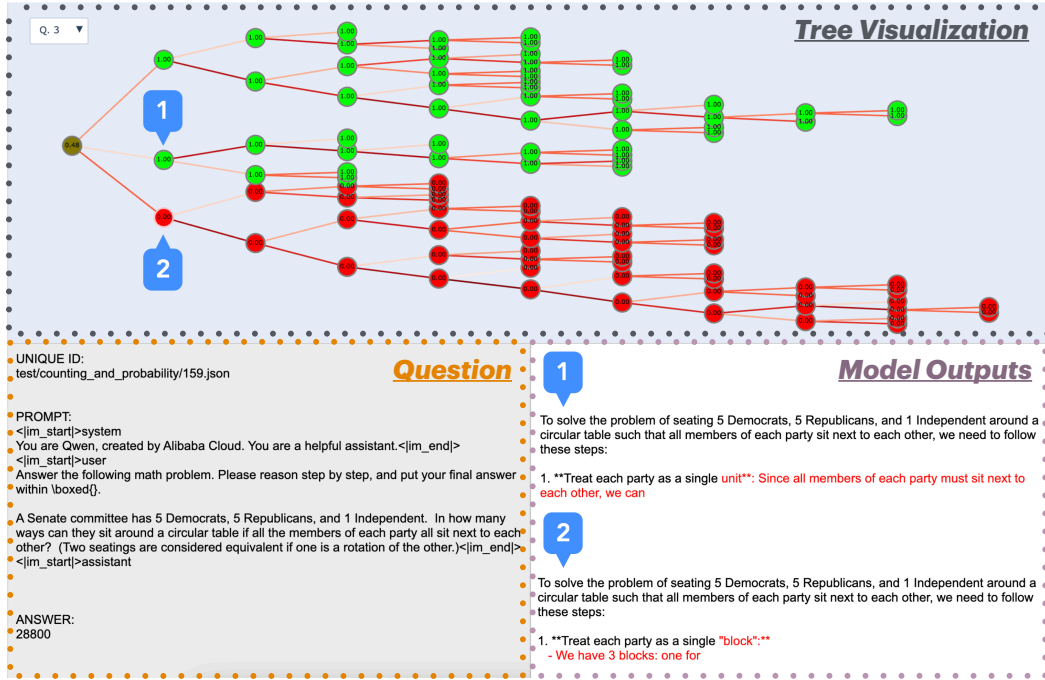 Q. 3 ▼
Tree Visualization
0.48
1.00
1.00
0.00
1
2
UNIQUE ID:
test/counting_and_probability/159.json
Question
PROMPT:
<|im_start|>system
You are Qwen, created by Alibaba Cloud. You are a helpful assistant.<|im_end|>
<|im_start|>user
Answer the following math problem. Please reason step by step, and put your final answer
within \boxed{}.
A Senate committee has 5 Democrats, 5 Republicans, and 1 Independent.  In how many
ways can they sit around a circular table if all the members of each party all sit next to each
other?  (Two seatings are considered equivalent if one is a rotation of the other.)<|im_end|>
<|im_start|>assistant
ANSWER:
28800
Model Outputs
1
To solve the problem of seating 5 Democrats, 5 Republicans, and 1 Independent around a
circular table such that all members of each party sit next to each other, we need to follow
these steps:
1. **Treat each party as a single unit**: Since all members of each party must sit next to
each other, we can
2
To solve the problem of seating 5 Democrats, 5 Republicans, and 1 Independent around a
circular table such that all members of each party sit next to each other, we need to follow
these steps:
1. **Treat each party as a single "block":**
- We have 3 blocks: one for